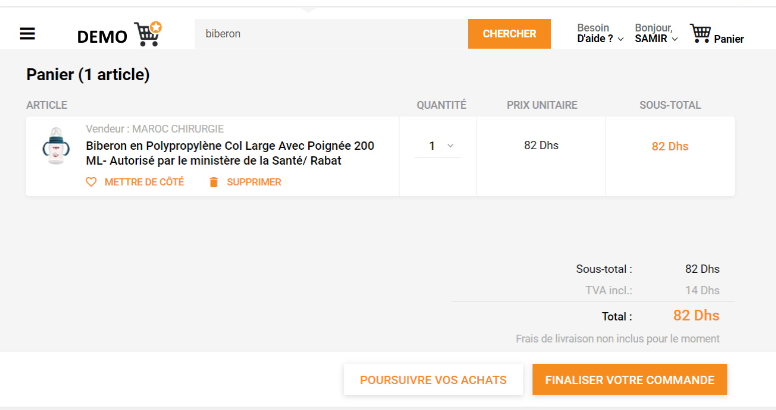 DEMO
biberon
CHERCHER
Besoin
D'aide ?
Bonjour,
SAMIR
Panier
Panier (1 article)
ARTICLE QUANTITÉ PRIX UNITAIRE SOUS-TOTAL
Vendeur : MAROC CHIRURGIE
Biberon en Polypropylène Col Large Avec Poignée 200
ML- Autorisé par le ministère de la Santé/ Rabat
1 82 Dhs 82 Dhs
METTRE DE CÔTÉ SUPPRIMER
Sous-total : 82 Dhs
TVA incl.: 14 Dhs
Total : 82 Dhs
Frais de livraison non inclus pour le moment
POURSUIVRE VOS ACHATS FINALISER VOTRE COMMANDE